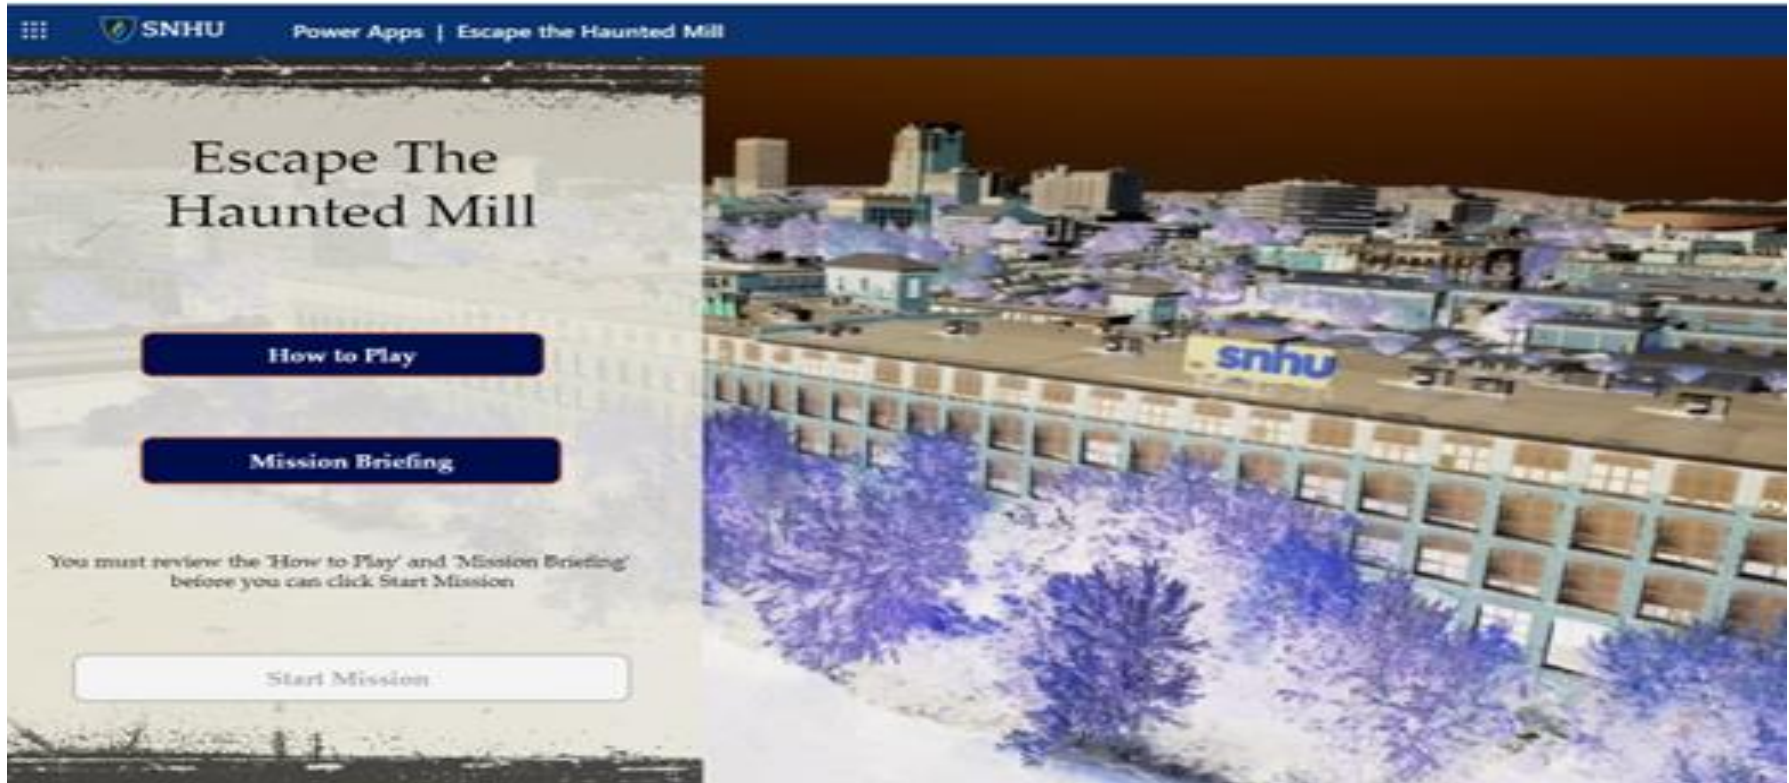 SNHU
Power Apps | Escape the Haunted Mill
Escape The
Haunted Mill
How to Play
Mission Briefing
You must review the 'How to Play' and 'Mission Briefing'
before you can click Start Mission
Start Mission
snhu